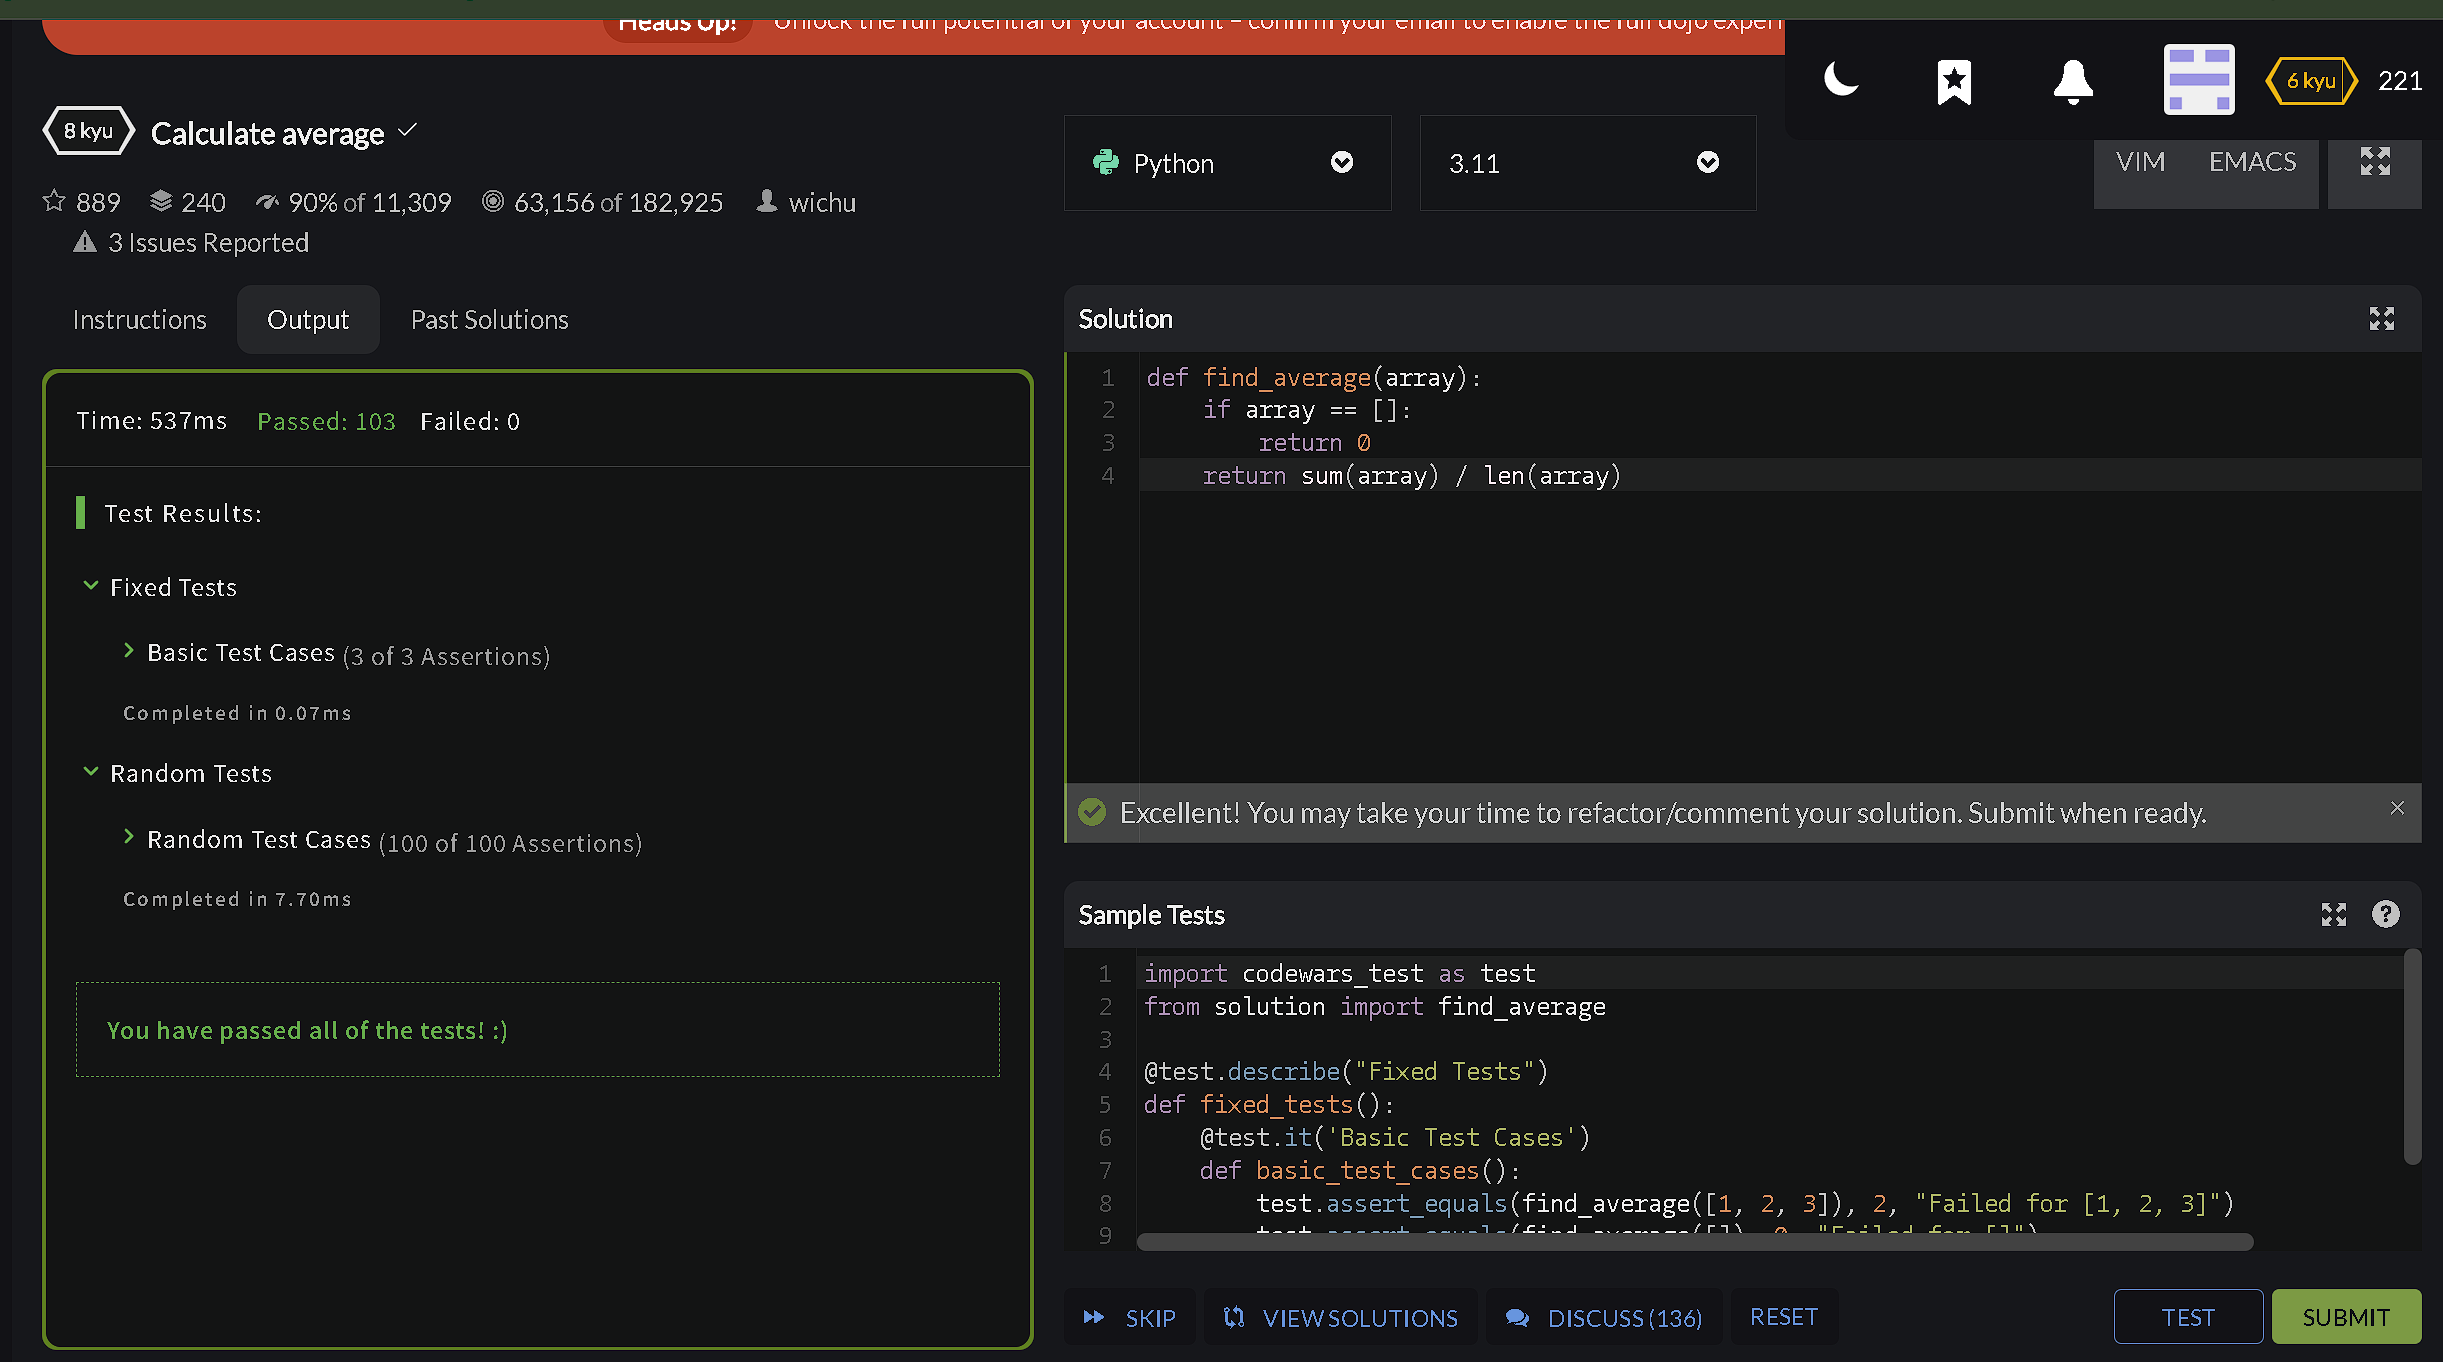 Heads Up! Unlock the full potential of your account - confirm your email to enable the full dojo experi
6 kyu 221
8 kyu Calculate average
889 240 90% of 11,309 63,156 of 182,925 wichu
3 Issues Reported
Python 3.11
VIM EMACS
Instructions Output Past Solutions
Time: 537ms Passed: 103 Failed: 0
Test Results:
Fixed Tests
Basic Test Cases (3 of 3 Assertions)
Completed in 0.07ms
Random Tests
Random Test Cases (100 of 100 Assertions)
Completed in 7.70ms
You have passed all of the tests! :)
Solution
1 def find_average(array):
2     if array == []:
3         return 0
4     return sum(array) / len(array)
Excellent! You may take your time to refactor/comment your solution. Submit when ready.
Sample Tests
1 import codewars_test as test
2 from solution import find_average
3
4 @test.describe("Fixed Tests")
5 def fixed_tests():
6     @test.it('Basic Test Cases')
7     def basic_test_cases():
8         test.assert_equals(find_average([1, 2, 3]), 2, "Failed for [1, 2, 3]")
9         test.assert_equals(find_average([]), 0, "Failed for []")
SKIP VIEW SOLUTIONS DISCUSS (136) RESET TEST SUBMIT